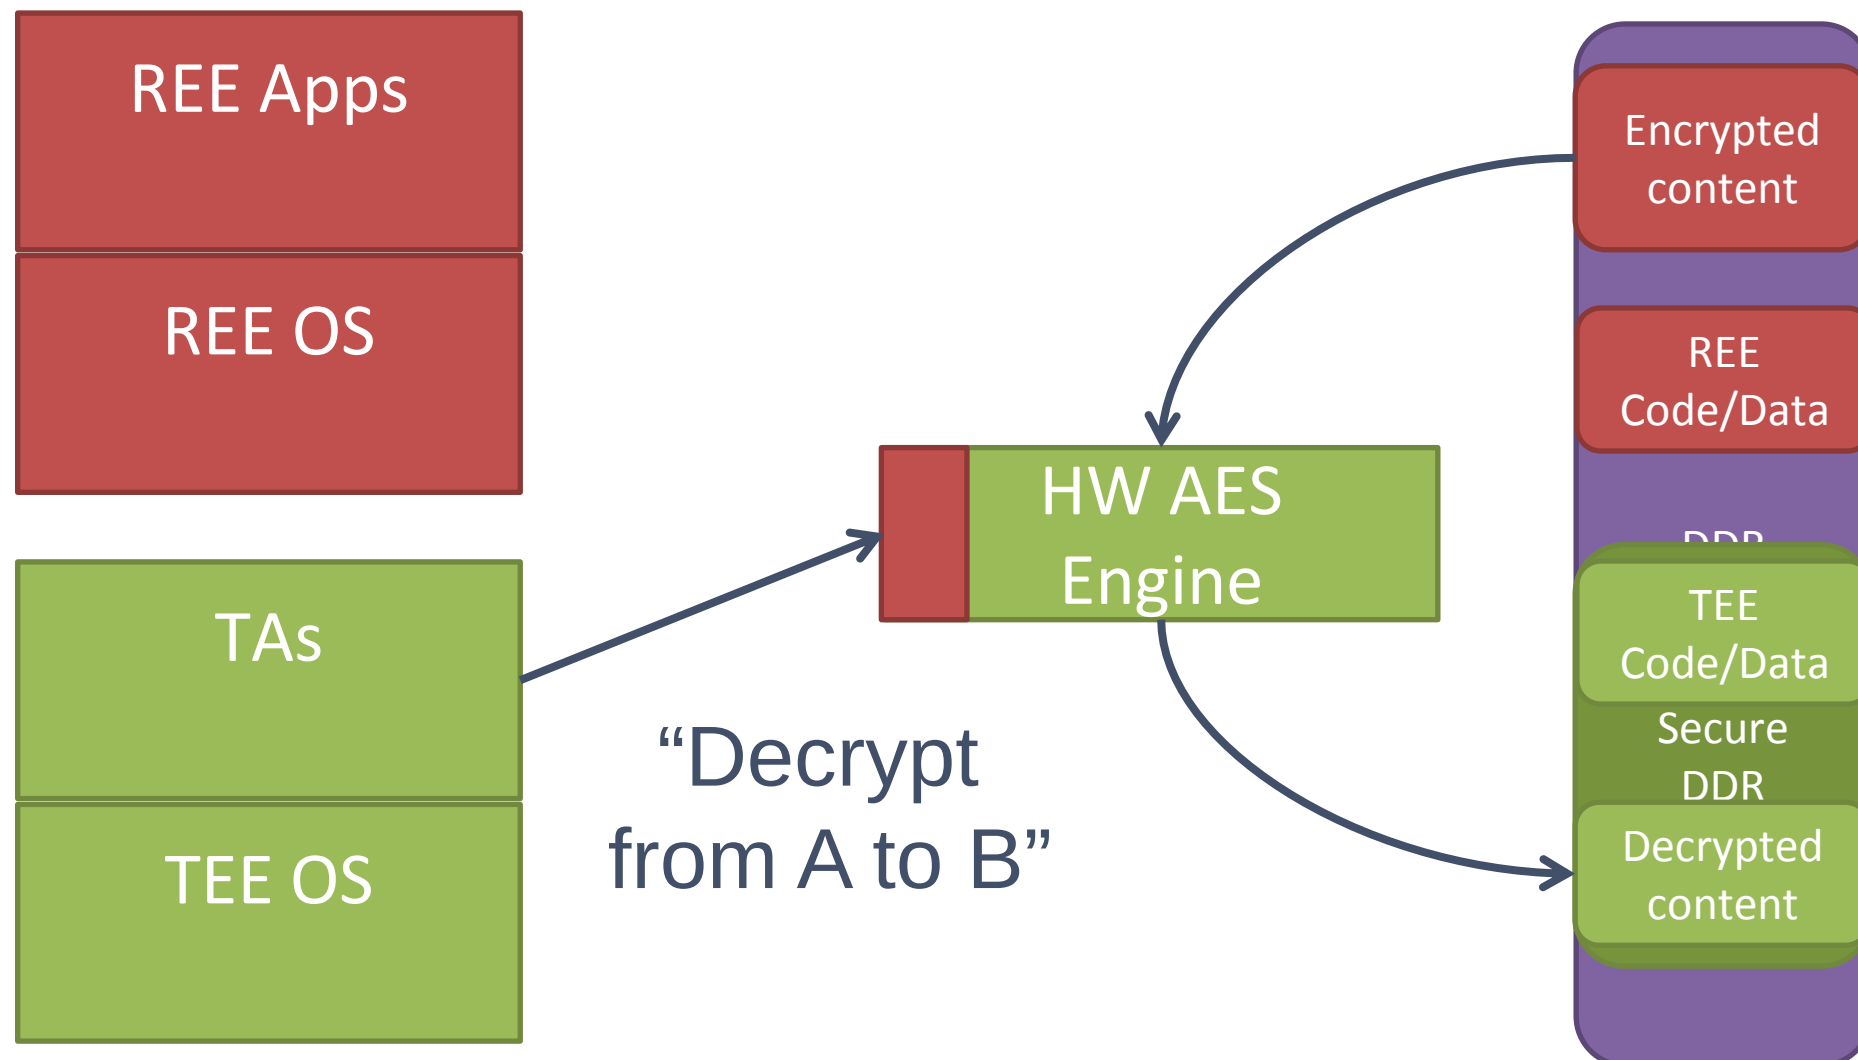 REE Apps
REE OS
TAs
TEE OS
“Decrypt
from A to B”
HW AES
Engine
Encrypted
content
REE
Code/Data
DDR
TEE
Code/Data
Secure
DDR
Decrypted
content